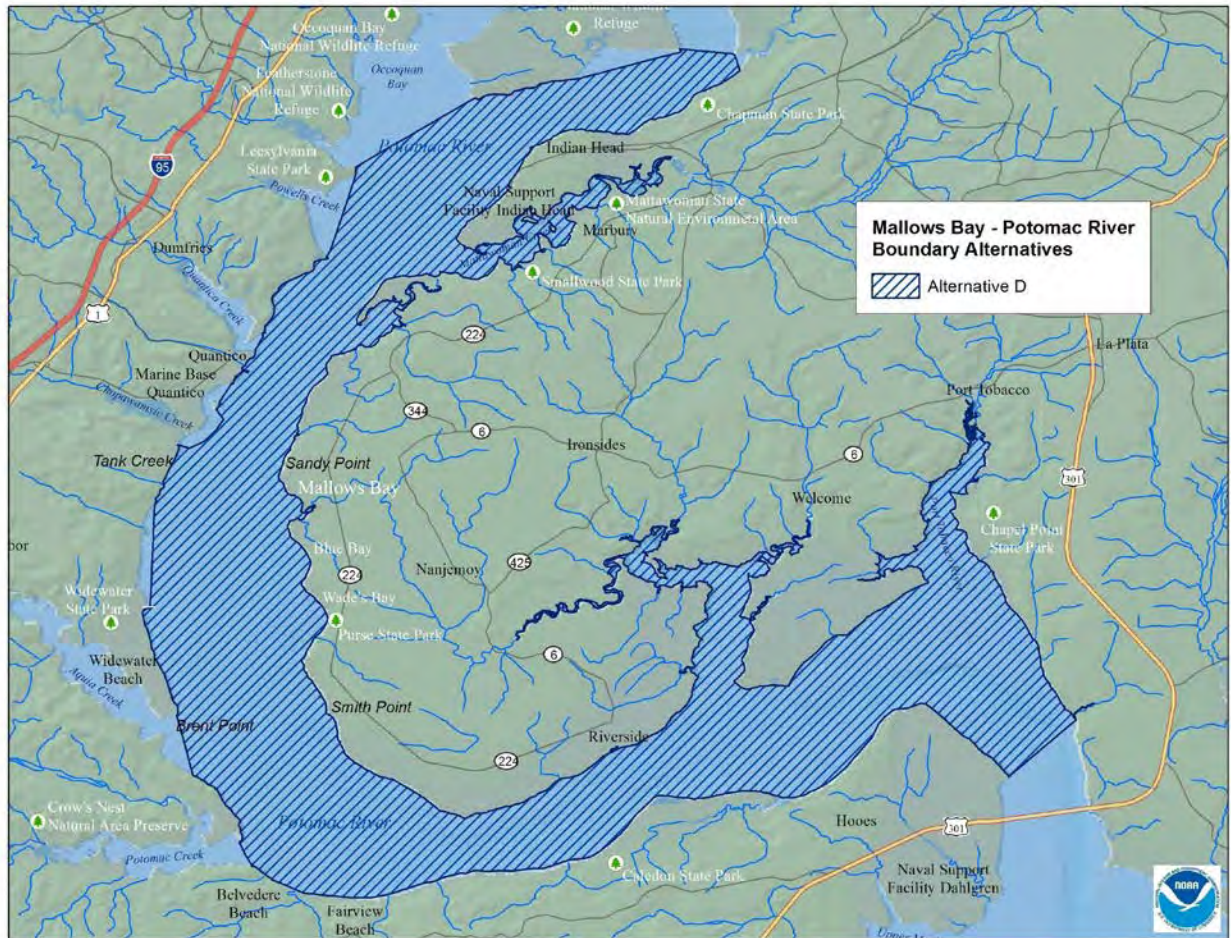 Refuge
Occoquan Bay
National Wildlife Refuge
Occoquan
Bay
Featherstone
National Wildlife
Refuge
Chapman State Park
Potomac River
Indian Head
95
Leesylvania
State Park
Powells Creek
Naval Support
Facility Indian Head
Mattawoman State
Natural Environmetal Area
Marbury
Mallows Bay - Potomac River
Boundary Alternatives
Alternative D
Dumfries
Quantico Creek
Smallwood State Park
1
224
La Plata
Quantico
Marine Base
Quantico
Chopawamsic Creek
Port Tobacco
344
6
Ironsides
6
Tank Creek
Sandy Point
Mallows Bay
301
Welcome
Chapel Point
State Park
Blue Bay
224
Nanjemoy
425
Wade's Bay
Purse State Park
Widewater
State Park
Widewater
Beach
Aquia Creek
6
Brent Point
Smith Point
Riverside
224
Crow's Nest
Natural Area Preserve
Potomac River
Potomac Creek
Hooes
301
Caledon State Park
Naval Support
Facility Dahlgren
Belvedere
Beach
Fairview
Beach
NOAA